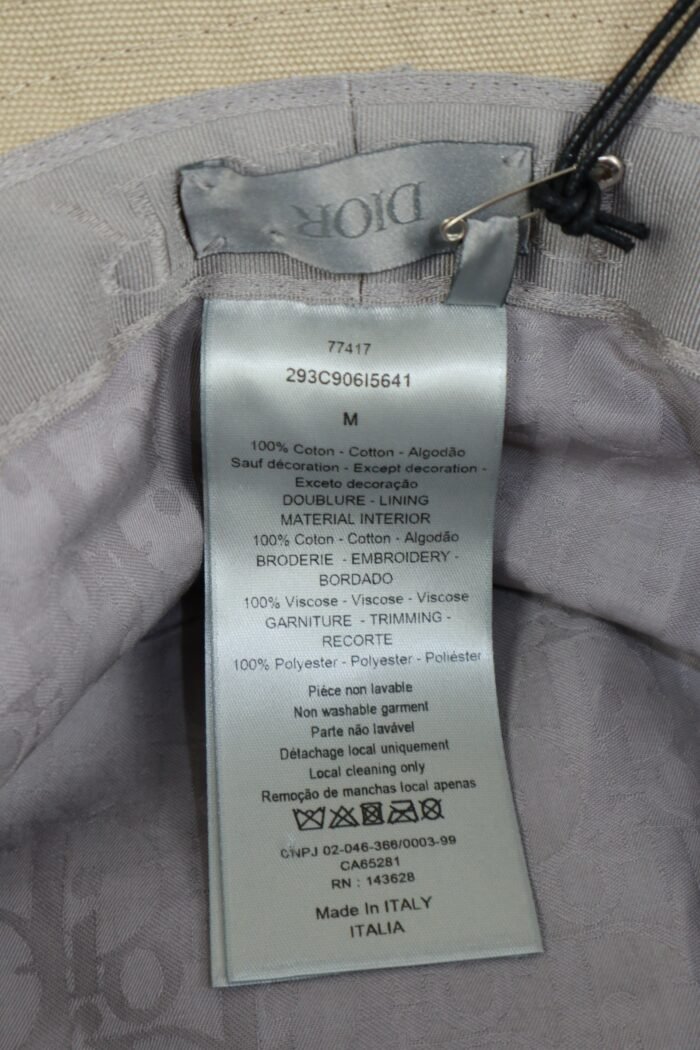 DIOR
77417
293C906I5641
M
100% Coton - Cotton - Algodão
Sauf décoration - Except decoration -
Exceto decoração
DOUBLURE - LINING
MATERIAL INTERIOR
100% Coton - Cotton - Algodão
BRODERIE - EMBROIDERY -
BORDADO
100% Viscose - Viscose - Viscose
GARNITURE - TRIMMING -
RECORTE
100% Polyester - Polyester - Poliéster
Pièce non lavable
Non washable garment
Parte não lavável
Détachage local uniquement
Local cleaning only
Remoção de manchas local apenas
CNPJ 02-046-366/0003-99
CA65281
RN : 143628
Made In ITALY
ITALIA